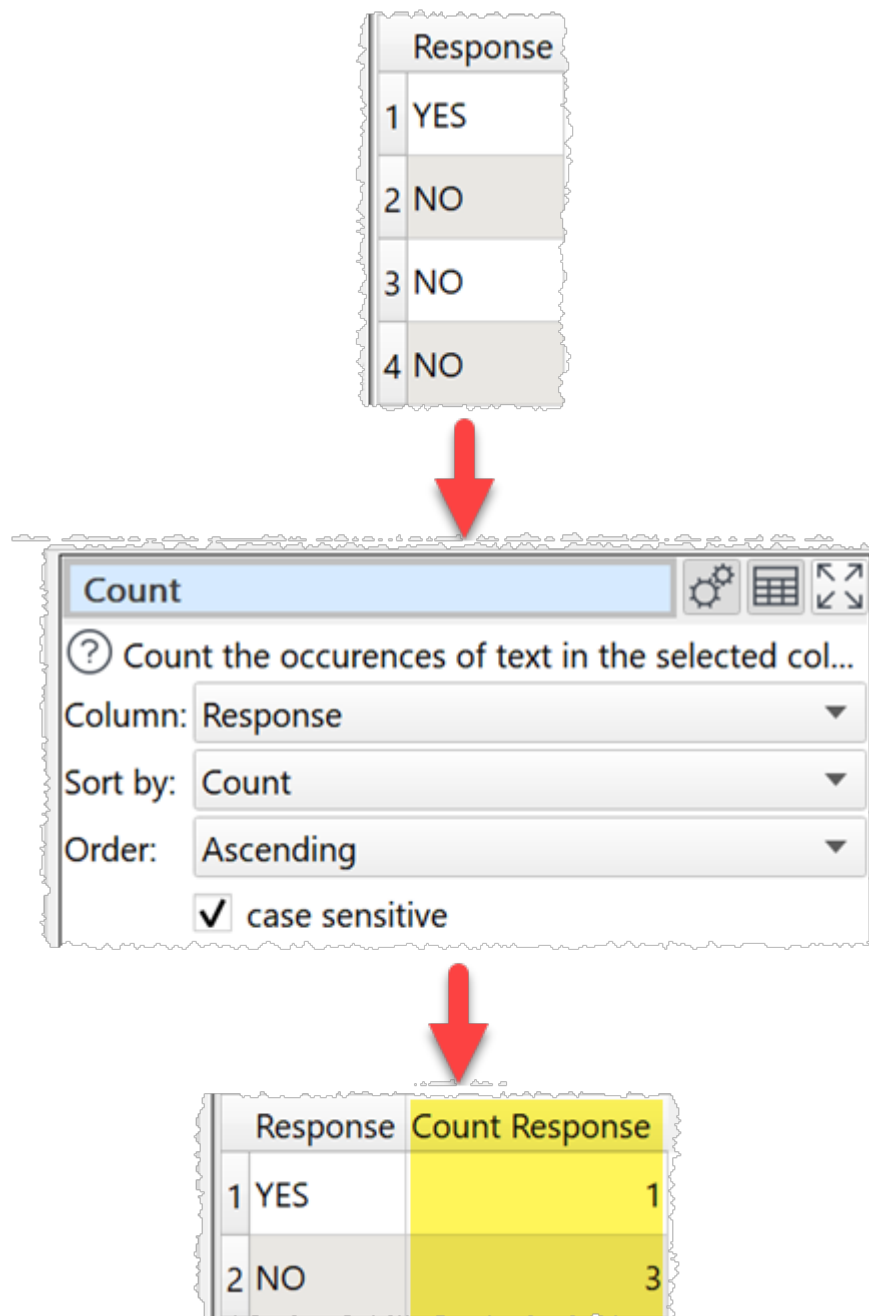 Response
1 YES
2 NO
3 NO
4 NO
Count
? Count the occurences of text in the selected col...
Column: Response
Sort by: Count
Order: Ascending
case sensitive
Response Count Response
1 YES 1
2 NO 3